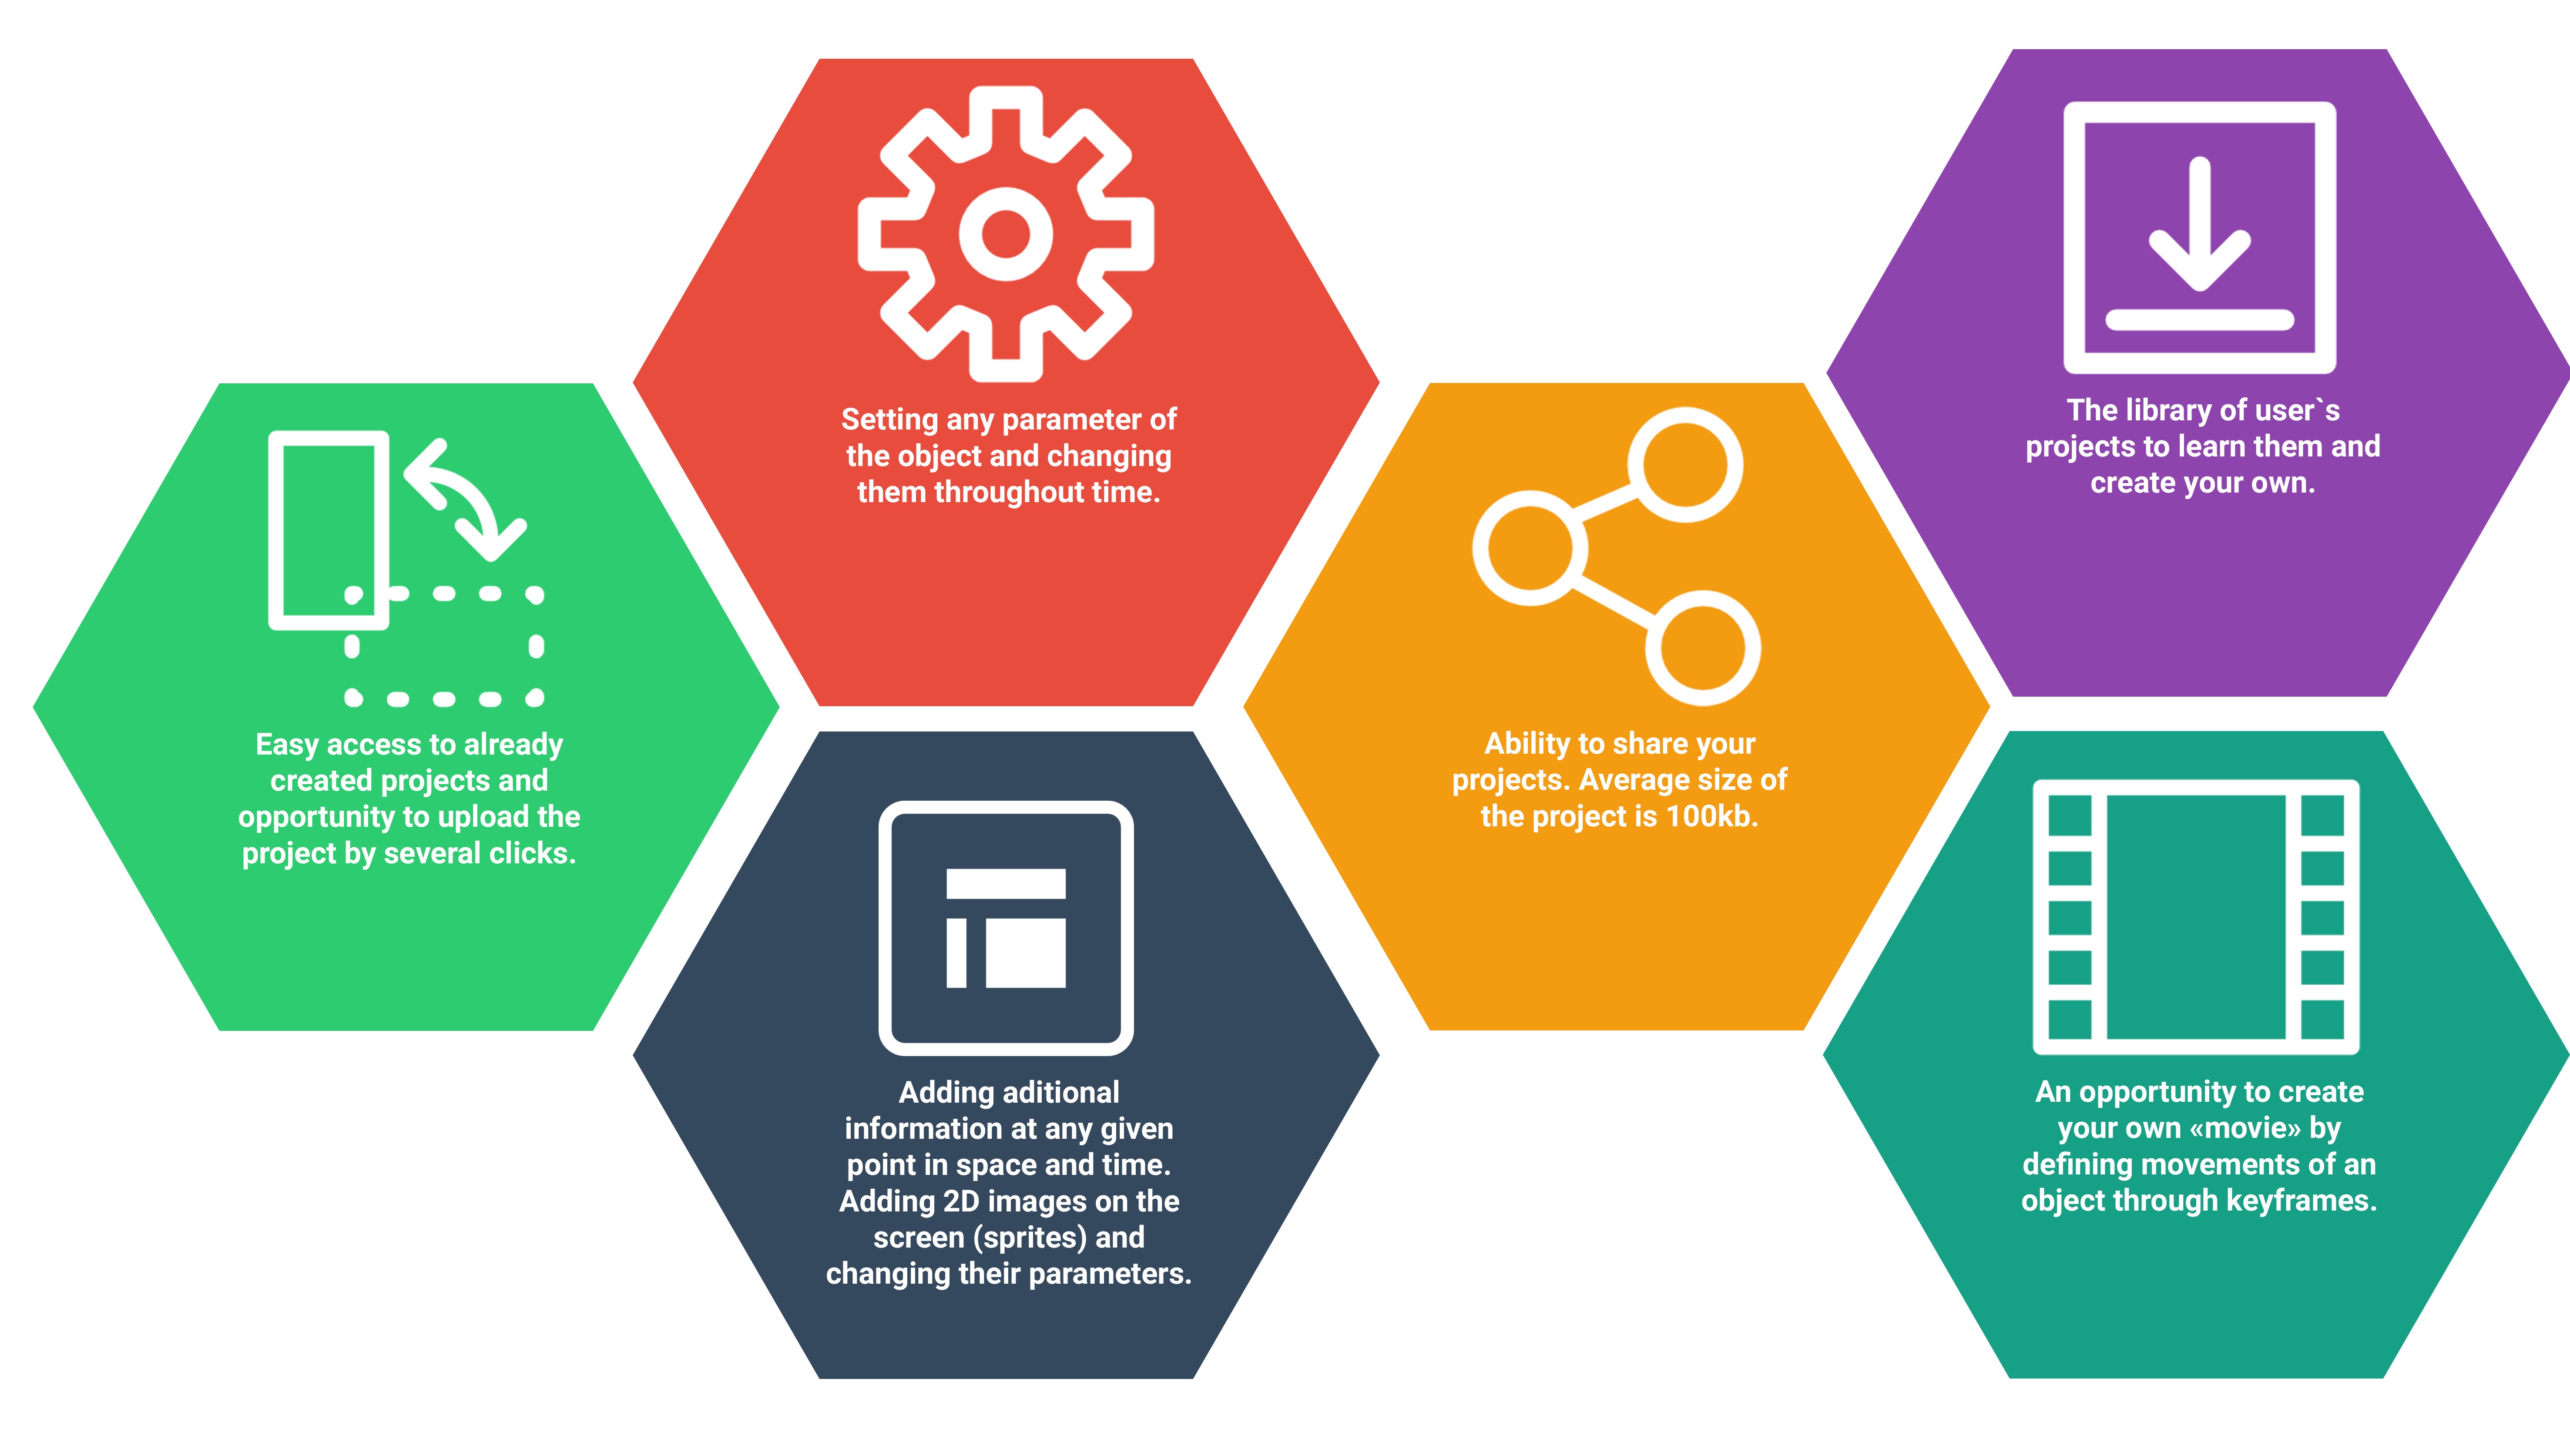 Easy access to already
created projects and
opportunity to upload the
project by several clicks.
Setting any parameter of
the object and changing
them throughout time.
Adding aditional
information at any given
point in space and time.
Adding 2D images on the
screen (sprites) and
changing their parameters.
Ability to share your
projects. Average size of
the project is 100kb.
The library of user`s
projects to learn them and
create your own.
An opportunity to create
your own «movie» by
defining movements of an
object through keyframes.